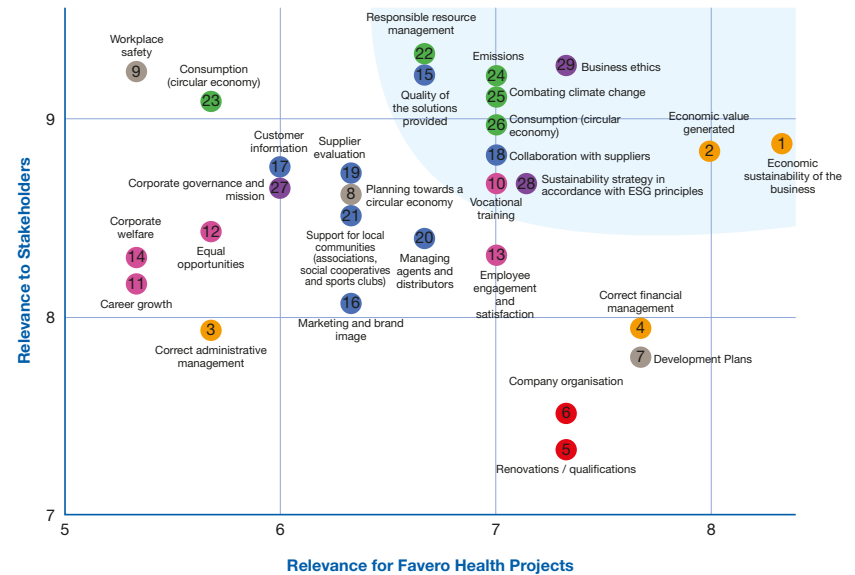 Responsible resource
management
22
Workplace
safety
9
Consumption
(circular economy)
23
15
Quality of
the solutions
provided
Emissions
24
29 Business ethics
25 Combating climate change
26 Consumption (circular
economy)
Economic value
generated
2
1
Economic
sustainability of the
business
9
Customer
information
17
Supplier
evaluation
19
18 Collaboration with suppliers
Corporate governance and
mission
27
8 Planning towards a
circular economy
10
Vocational
training
28 Sustainability strategy in
accordance with ESG principles
21
Support for local
communities
(associations,
social cooperatives
and sports clubs)
Corporate
welfare
14
12
Equal
opportunities
20
Managing
agents and
distributors
13
Employee
engagement
and
satisfaction
11
Career growth
16
Marketing and brand
image
8
3
Correct administrative
management
Correct financial
management
4
7 Development Plans
Company organisation
6
5
Renovations / qualifications
7
5
6
7
8
Relevance to Stakeholders
Relevance for Favero Health Projects